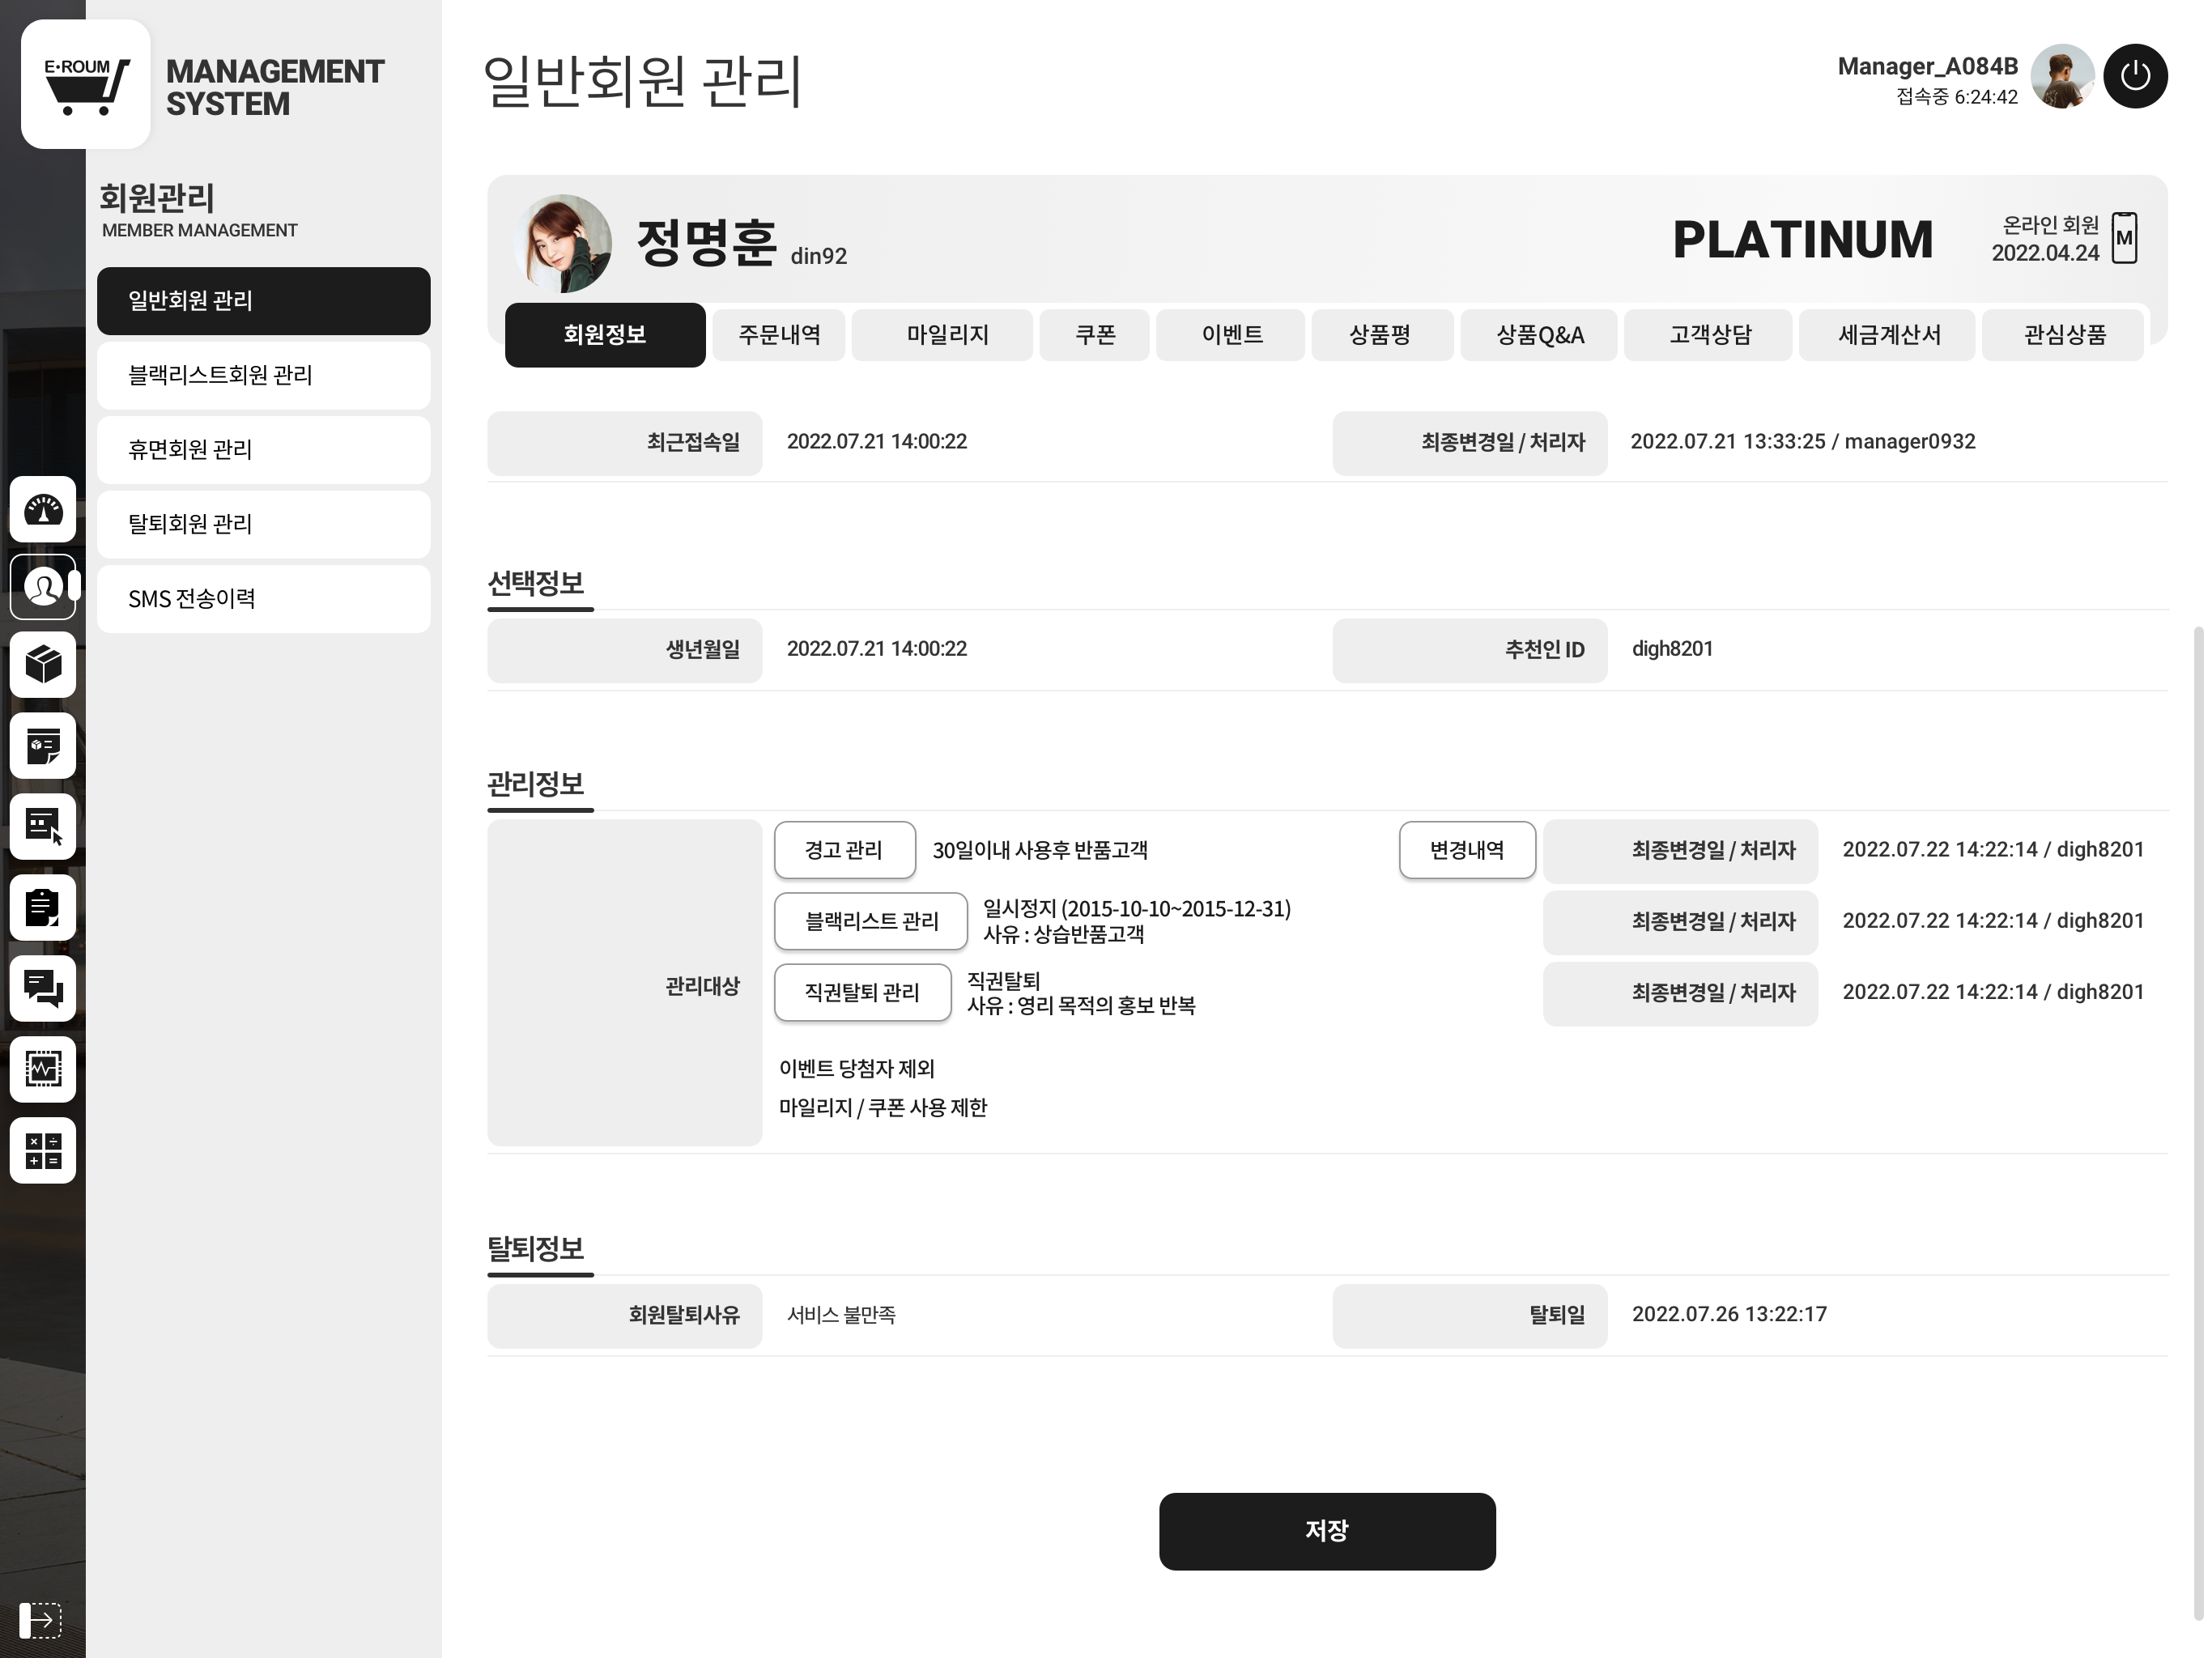 E•ROUM
MANAGEMENT
SYSTEM
회원관리
MEMBER MANAGEMENT
일반회원 관리
블랙리스트회원 관리
휴면회원 관리
탈퇴회원 관리
SMS 전송이력
일반회원 관리
Manager_A084B
접속중 6:24:42
정명훈 din92
PLATINUM
온라인 회원
2022.04.24
M
회원정보 주문내역 마일리지 쿠폰 이벤트 상품평 상품Q&A 고객상담 세금계산서 관심상품
최근접속일 2022.07.21 14:00:22 최종변경일 / 처리자 2022.07.21 13:33:25 / manager0932
선택정보
생년월일 2022.07.21 14:00:22 추천인 ID digh8201
관리정보
관리대상
경고 관리 30일이내 사용후 반품고객 변경내역 최종변경일 / 처리자 2022.07.22 14:22:14 / digh8201
블랙리스트 관리
일시정지 (2015-10-10~2015-12-31)
사유 : 상습반품고객
최종변경일 / 처리자 2022.07.22 14:22:14 / digh8201
직권탈퇴 관리
직권탈퇴
사유 : 영리 목적의 홍보 반복
최종변경일 / 처리자 2022.07.22 14:22:14 / digh8201
이벤트 당첨자 제외
마일리지 / 쿠폰 사용 제한
탈퇴정보
회원탈퇴사유 서비스 불만족 탈퇴일 2022.07.26 13:22:17
저장